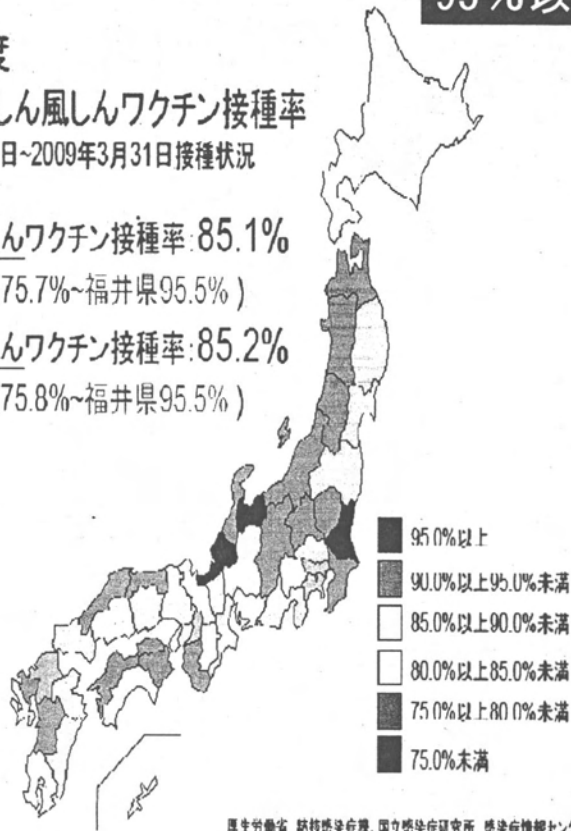 95%以
度
しん風しんワクチン接種率
日~2009年3月31日接種状況
んワクチン接種率:85.1%
75.7%~福井県95.5% )
んワクチン接種率:85.2%
75.8%~福井県95.5% )
95.0%以上
90.0%以上95.0%未満
85.0%以上90.0%未満
80.0%以上85.0%未満
75.0%以上80.0%未満
75.0%未満
厚生労働省 結核感染症課、国立感染症研究所 感染症情報セン